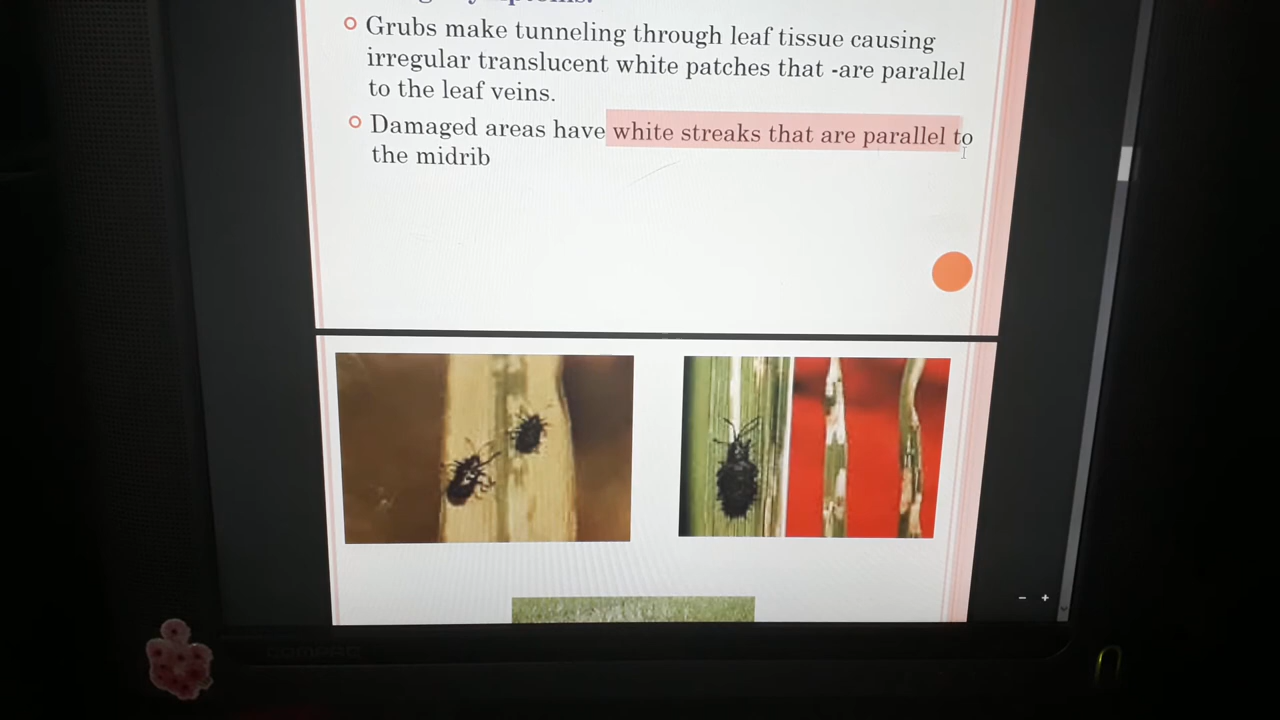 Grubs make tunneling through leaf tissue causing
irregular translucent white patches that -are parallel
to the leaf veins.
Damaged areas have white streaks that are parallel to
the midrib
COMPAQ